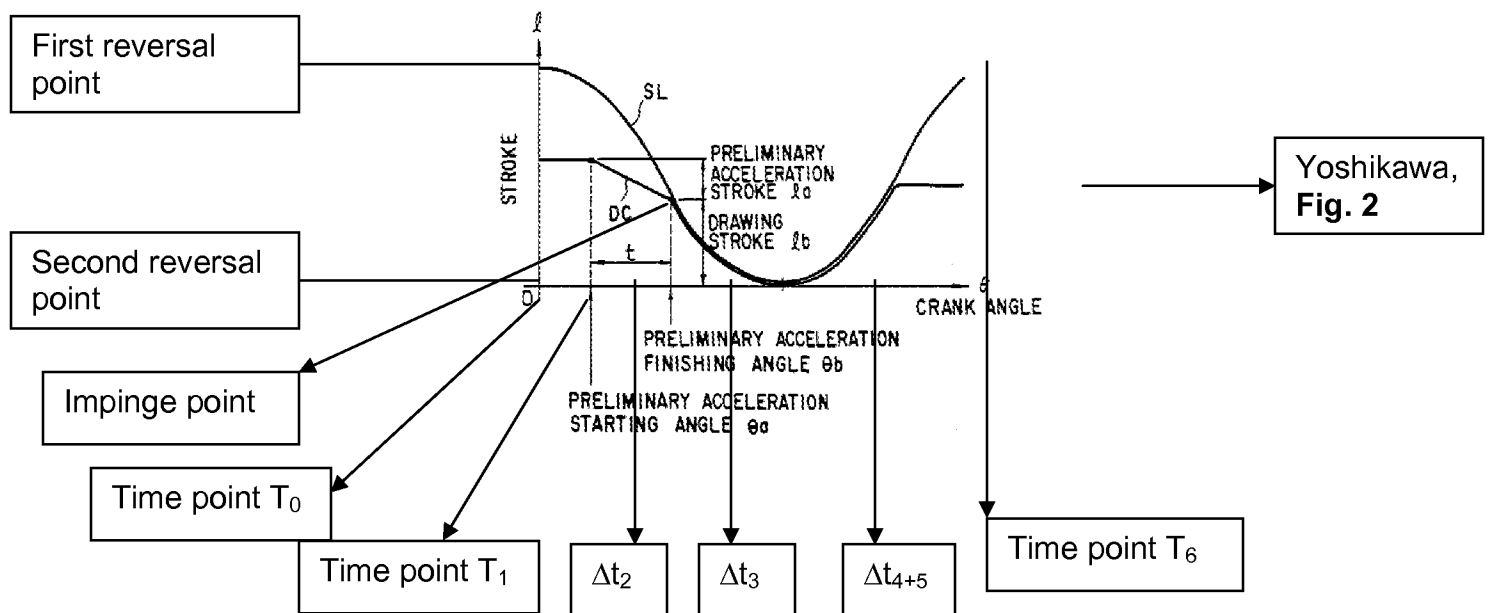 First reversal
point
ℓ
SL
STROKE
PRELIMINARY
ACCELERATION
STROKE ℓa
DC
DRAWING
STROKE ℓb
t
Yoshikawa,
Fig. 2
Second reversal
point
0
θ
CRANK ANGLE
PRELIMINARY ACCELERATION
FINISHING ANGLE θb
Impinge point
PRELIMINARY ACCELERATION
STARTING ANGLE θa
Time point T₀
Time point T₁
Δt₂
Δt₃
Δt₄₊₅
Time point T₆